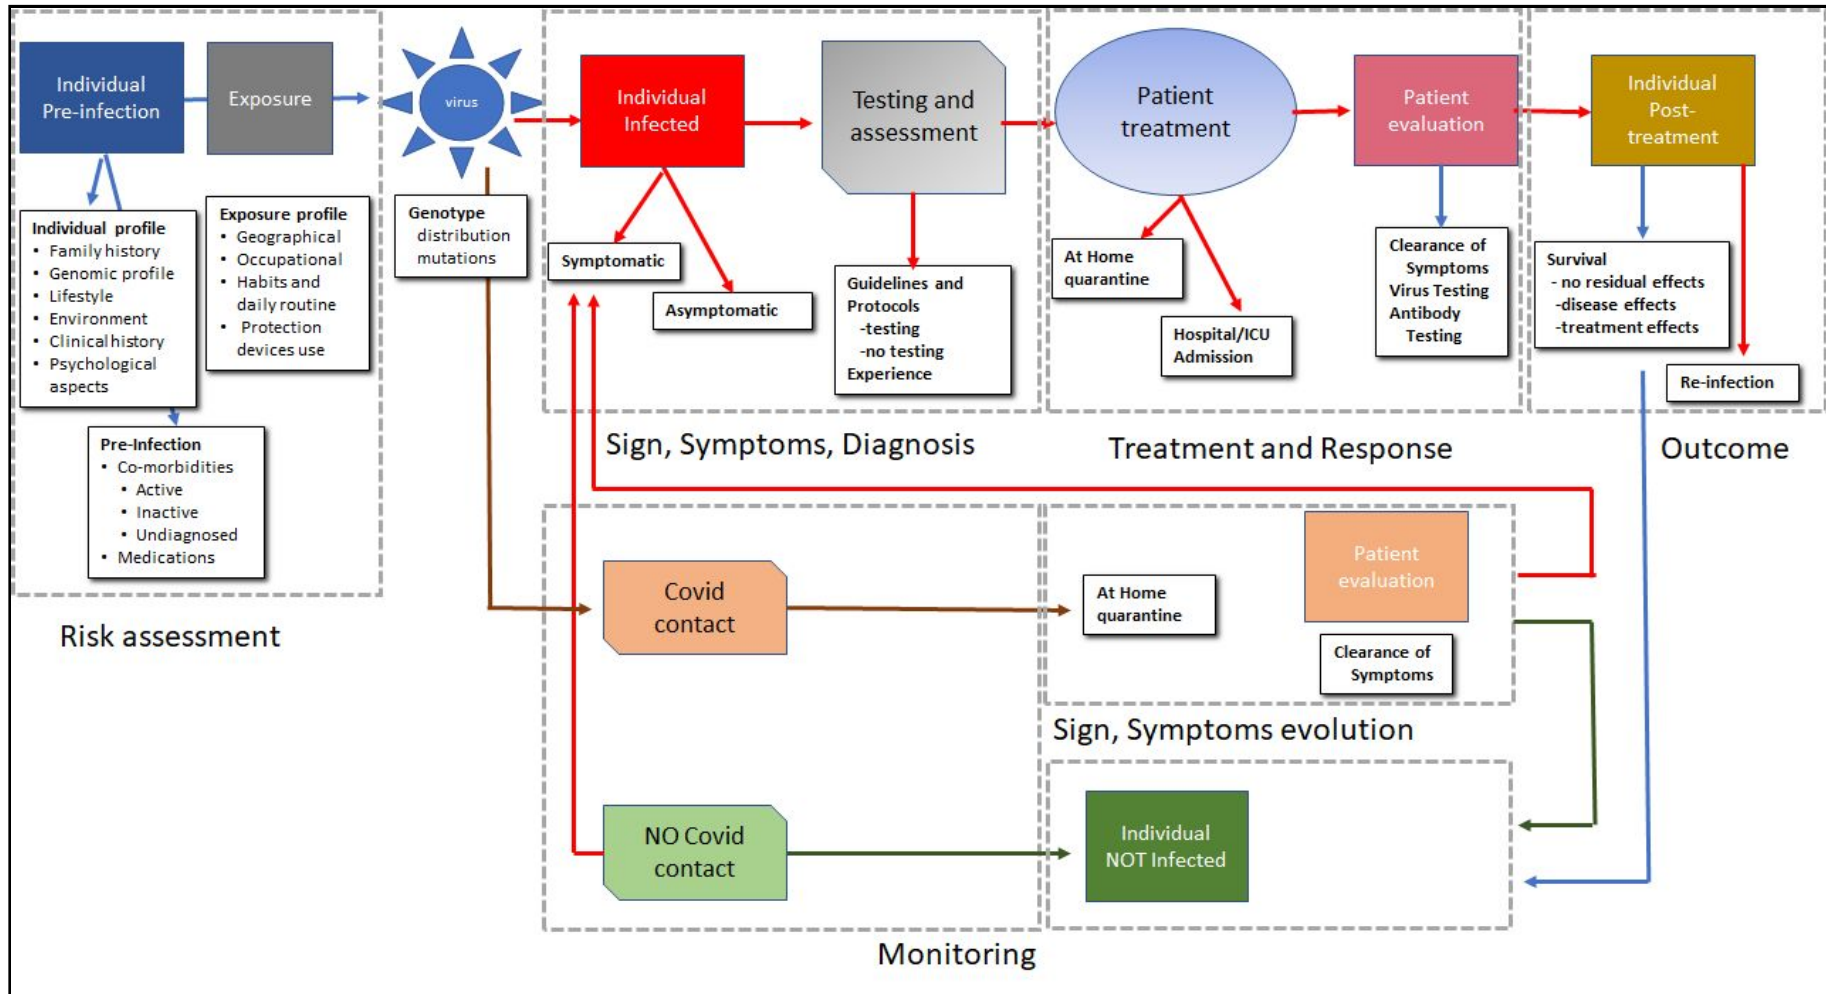 Individual
Pre-infection
Exposure
virus
Individual
Infected
Testing and
assessment
Patient
treatment
Patient
evaluation
Individual
Post-
treatment
Individual profile
• Family history
• Genomic profile
• Lifestyle
• Environment
• Clinical history
• Psychological
aspects
Exposure profile
• Geographical
• Occupational
• Habits and
daily routine
• Protection
devices use
Genotype
distribution
mutations
Symptomatic
Asymptomatic
Guidelines and
Protocols
-testing
-no testing
Experience
At Home
quarantine
Hospital/ICU
Admission
Clearance of
Symptoms
Virus Testing
Antibody
Testing
Survival
- no residual effects
-disease effects
-treatment effects
Re-infection
Pre-Infection
• Co-morbidities
• Active
• Inactive
• Undiagnosed
• Medications
Risk assessment
Sign, Symptoms, Diagnosis
Treatment and Response
Outcome
Covid
contact
At Home
quarantine
Patient
evaluation
Clearance of
Symptoms
Sign, Symptoms evolution
NO Covid
contact
Individual
NOT Infected
Monitoring